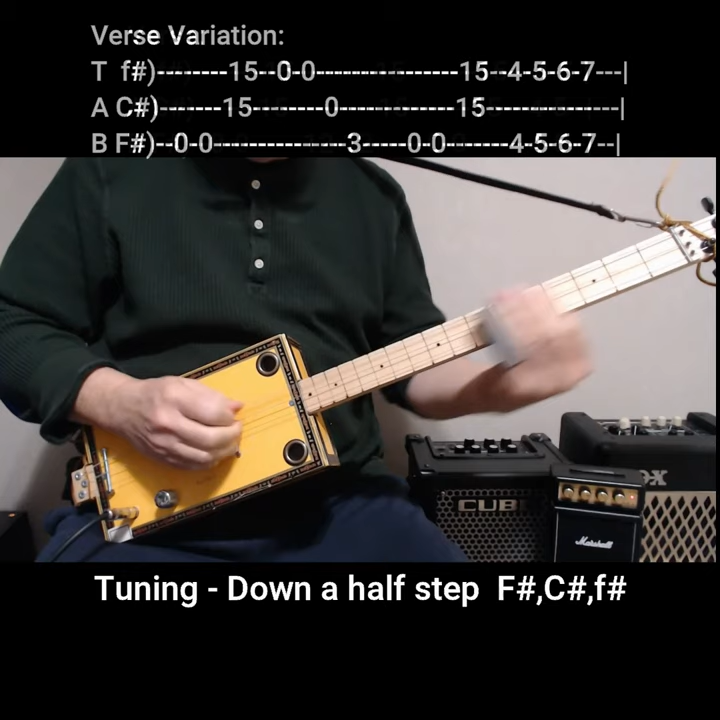 Verse Variation:
T f#)--------15--0-0----------------15--4-5-6-7---|
A C#)-------15--------0-------------15----------------|
B F#)--0-0---------------3-----0-0-------4-5-6-7--|
CUBE
Marshall
Tuning - Down a half step F#,C#,f#